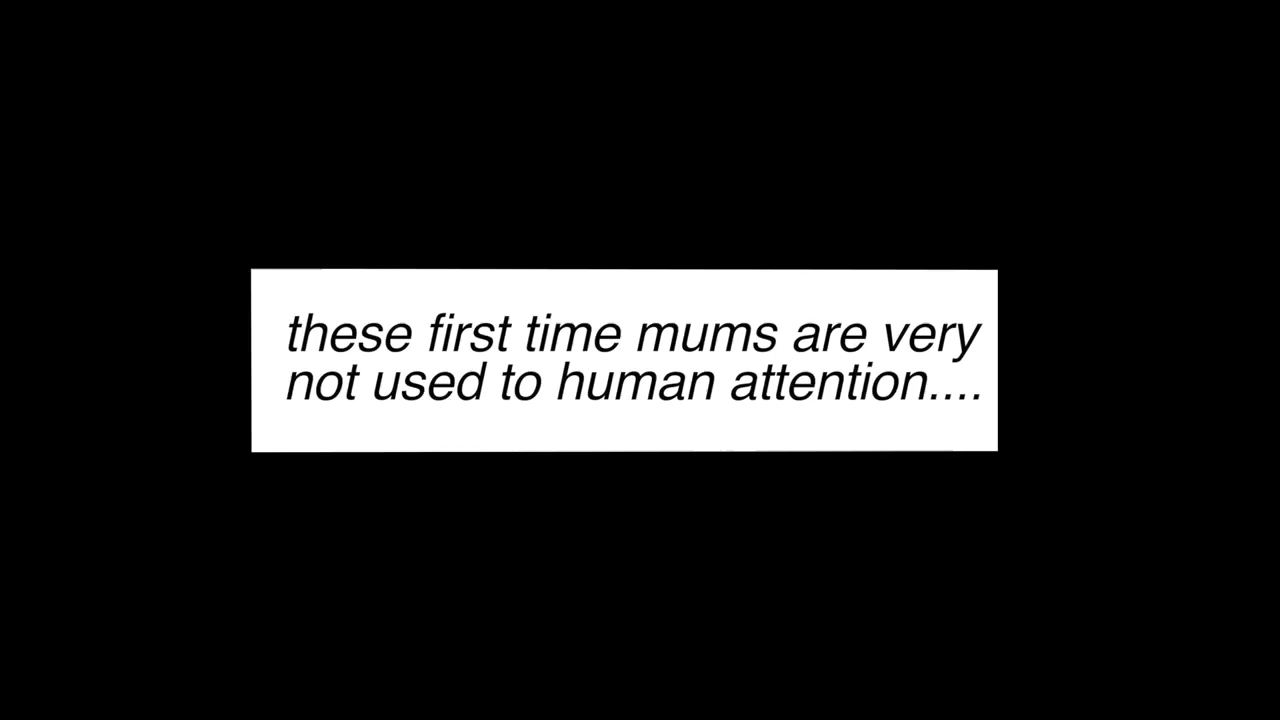 these first time mums are very
not used to human attention....